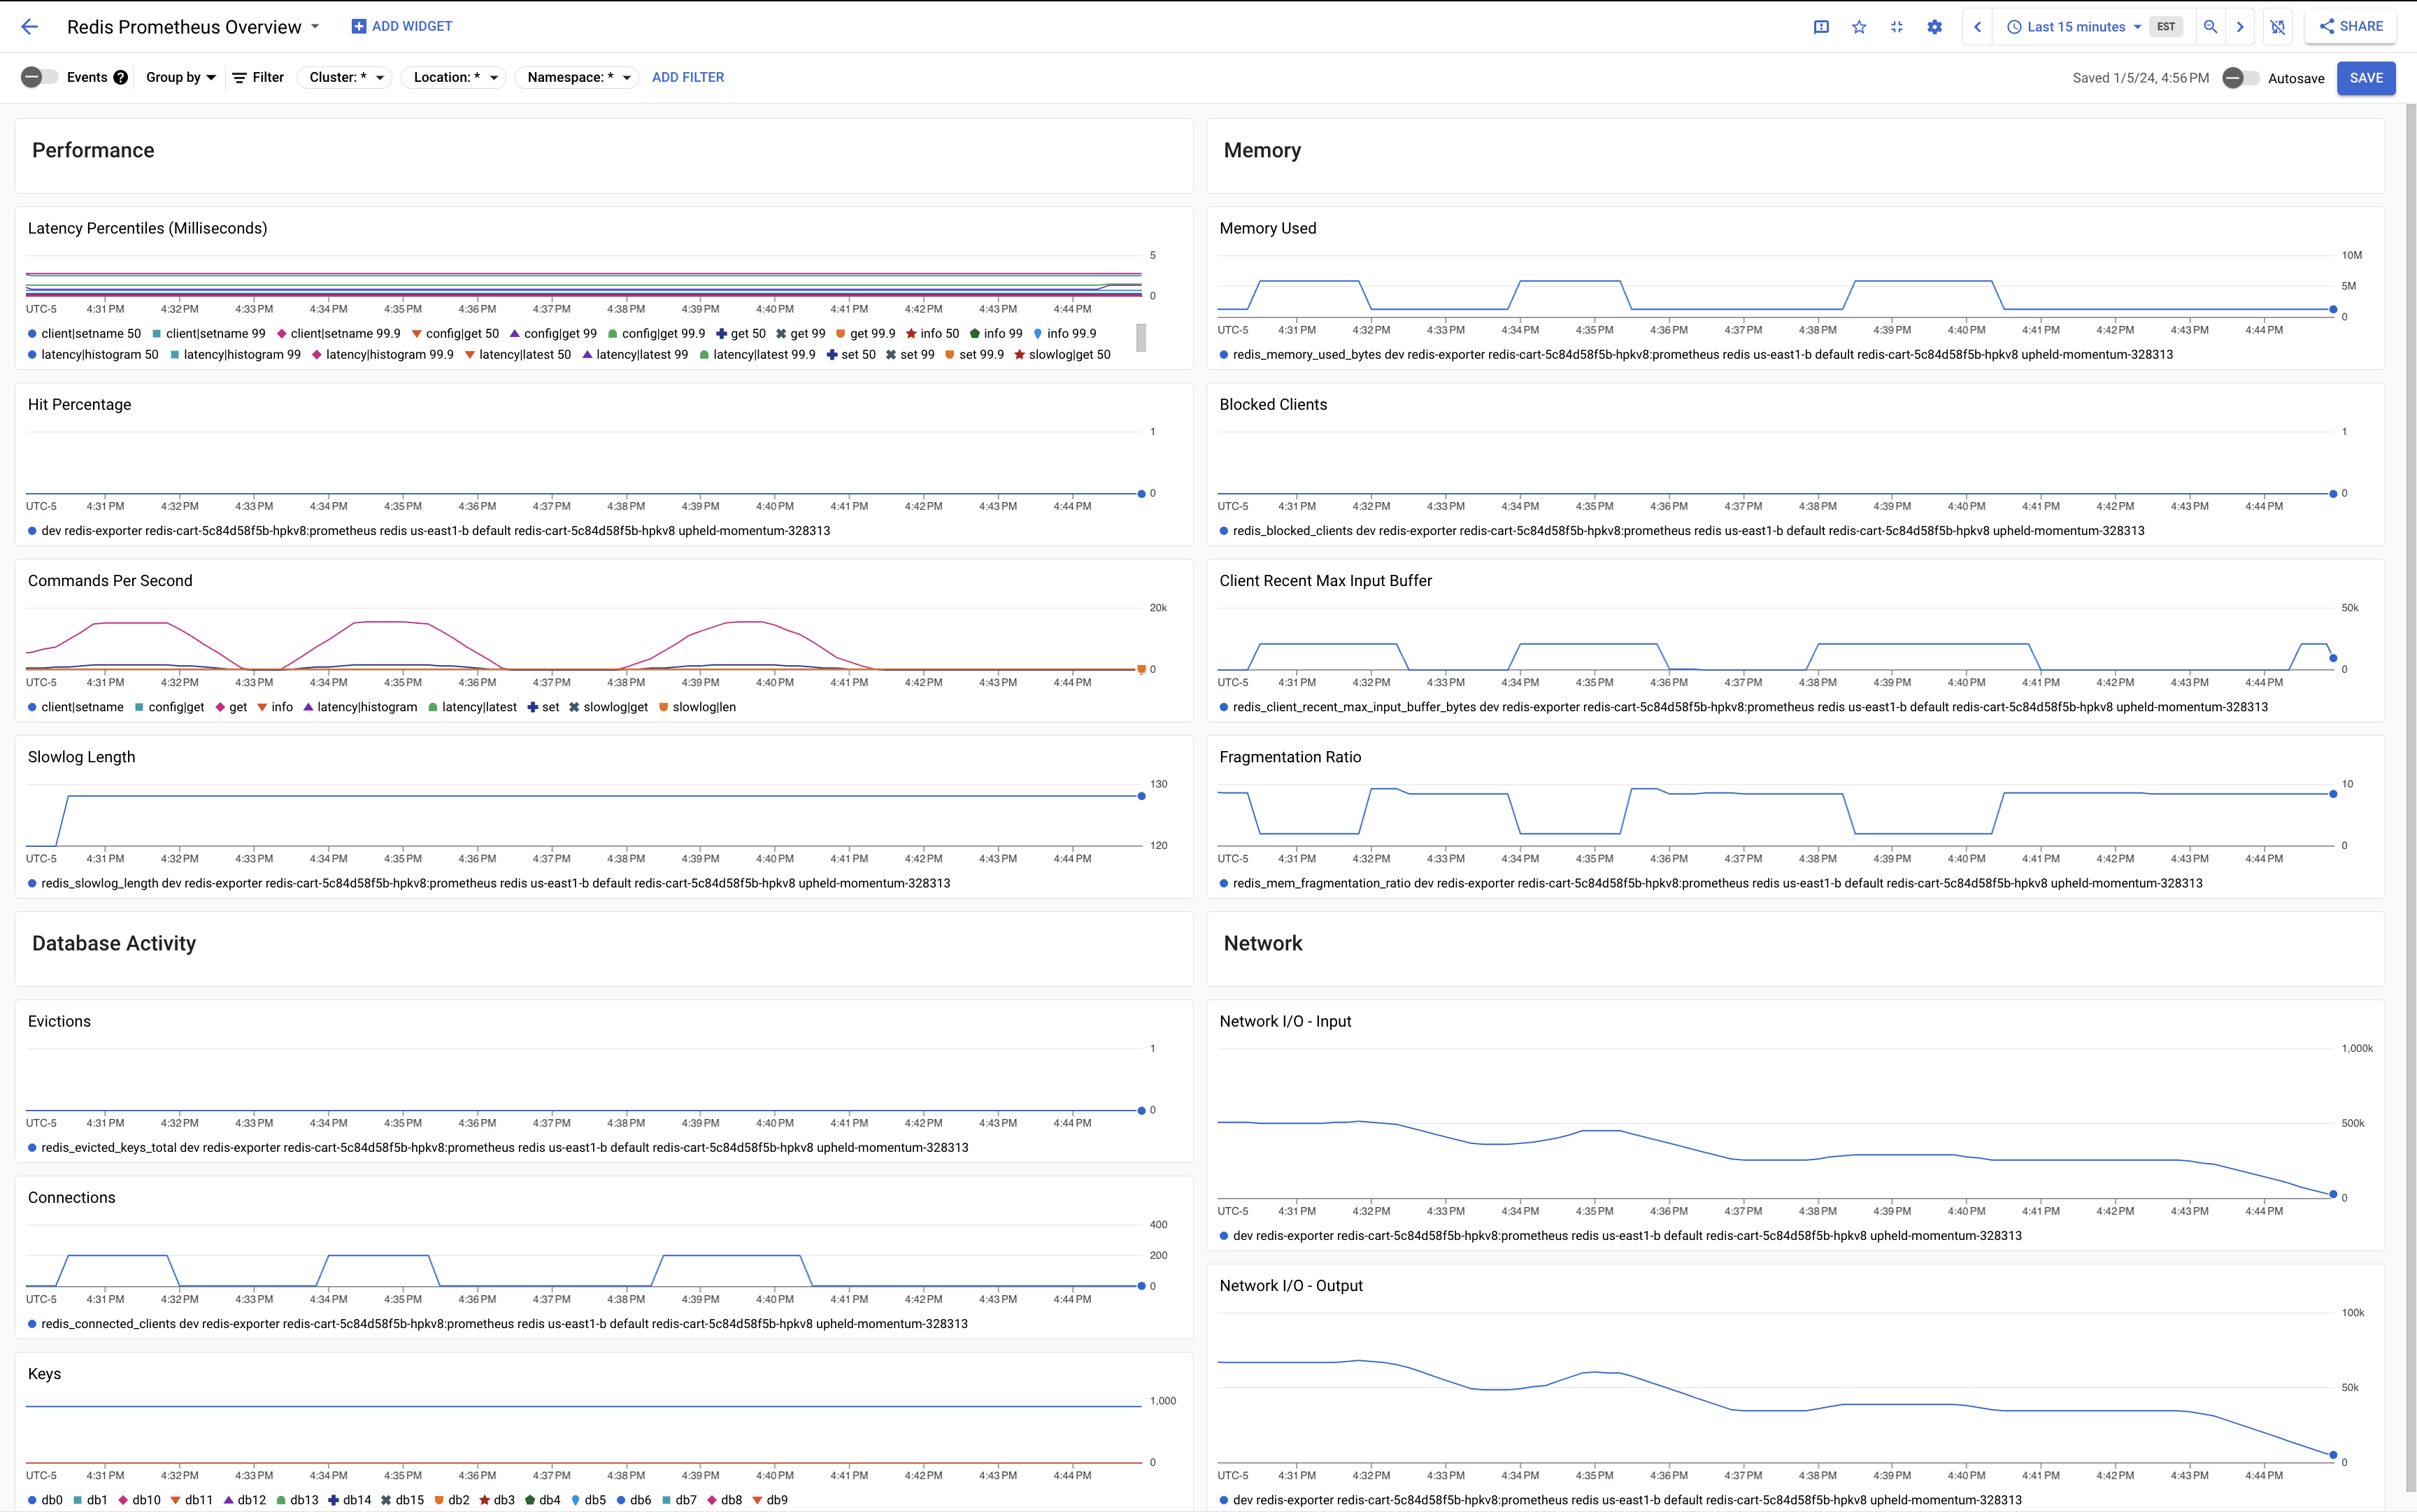 Redis Prometheus Overview ADD WIDGET Last 15 minutes EST SHARE
Events ? Group by Filter Cluster: * Location: * Namespace: * ADD FILTER Saved 1/5/24, 4:56 PM Autosave SAVE
Performance
Latency Percentiles (Milliseconds)
5
0
UTC-5 4:31 PM 4:32 PM 4:33 PM 4:34 PM 4:35 PM 4:36 PM 4:37 PM 4:38 PM 4:39 PM 4:40 PM 4:41 PM 4:42 PM 4:43 PM 4:44 PM
client|setname 50 client|setname 99 client|setname 99.9 config|get 50 config|get 99 config|get 99.9 get 50 get 99 get 99.9 info 50 info 99 info 99.9
latency|histogram 50 latency|histogram 99 latency|histogram 99.9 latency|latest 50 latency|latest 99 latency|latest 99.9 set 50 set 99 set 99.9 slowlog|get 50
Hit Percentage
1
0
UTC-5 4:31 PM 4:32 PM 4:33 PM 4:34 PM 4:35 PM 4:36 PM 4:37 PM 4:38 PM 4:39 PM 4:40 PM 4:41 PM 4:42 PM 4:43 PM 4:44 PM
dev redis-exporter redis-cart-5c84d58f5b-hpkv8:prometheus redis us-east1-b default redis-cart-5c84d58f5b-hpkv8 upheld-momentum-328313
Commands Per Second
20k
0
UTC-5 4:31 PM 4:32 PM 4:33 PM 4:34 PM 4:35 PM 4:36 PM 4:37 PM 4:38 PM 4:39 PM 4:40 PM 4:41 PM 4:42 PM 4:43 PM 4:44 PM
client|setname config|get get info latency|histogram latency|latest set slowlog|get slowlog|len
Slowlog Length
130
120
UTC-5 4:31 PM 4:32 PM 4:33 PM 4:34 PM 4:35 PM 4:36 PM 4:37 PM 4:38 PM 4:39 PM 4:40 PM 4:41 PM 4:42 PM 4:43 PM 4:44 PM
redis_slowlog_length dev redis-exporter redis-cart-5c84d58f5b-hpkv8:prometheus redis us-east1-b default redis-cart-5c84d58f5b-hpkv8 upheld-momentum-328313
Database Activity
Evictions
1
0
UTC-5 4:31 PM 4:32 PM 4:33 PM 4:34 PM 4:35 PM 4:36 PM 4:37 PM 4:38 PM 4:39 PM 4:40 PM 4:41 PM 4:42 PM 4:43 PM 4:44 PM
redis_evicted_keys_total dev redis-exporter redis-cart-5c84d58f5b-hpkv8:prometheus redis us-east1-b default redis-cart-5c84d58f5b-hpkv8 upheld-momentum-328313
Connections
400
200
0
UTC-5 4:31 PM 4:32 PM 4:33 PM 4:34 PM 4:35 PM 4:36 PM 4:37 PM 4:38 PM 4:39 PM 4:40 PM 4:41 PM 4:42 PM 4:43 PM 4:44 PM
redis_connected_clients dev redis-exporter redis-cart-5c84d58f5b-hpkv8:prometheus redis us-east1-b default redis-cart-5c84d58f5b-hpkv8 upheld-momentum-328313
Keys
1,000
0
UTC-5 4:31 PM 4:32 PM 4:33 PM 4:34 PM 4:35 PM 4:36 PM 4:37 PM 4:38 PM 4:39 PM 4:40 PM 4:41 PM 4:42 PM 4:43 PM 4:44 PM
db0 db1 db10 db11 db12 db13 db14 db15 db2 db3 db4 db5 db6 db7 db8 db9
Memory
Memory Used
10M
5M
0
UTC-5 4:31 PM 4:32 PM 4:33 PM 4:34 PM 4:35 PM 4:36 PM 4:37 PM 4:38 PM 4:39 PM 4:40 PM 4:41 PM 4:42 PM 4:43 PM 4:44 PM
redis_memory_used_bytes dev redis-exporter redis-cart-5c84d58f5b-hpkv8:prometheus redis us-east1-b default redis-cart-5c84d58f5b-hpkv8 upheld-momentum-328313
Blocked Clients
1
0
UTC-5 4:31 PM 4:32 PM 4:33 PM 4:34 PM 4:35 PM 4:36 PM 4:37 PM 4:38 PM 4:39 PM 4:40 PM 4:41 PM 4:42 PM 4:43 PM 4:44 PM
redis_blocked_clients dev redis-exporter redis-cart-5c84d58f5b-hpkv8:prometheus redis us-east1-b default redis-cart-5c84d58f5b-hpkv8 upheld-momentum-328313
Client Recent Max Input Buffer
50k
0
UTC-5 4:31 PM 4:32 PM 4:33 PM 4:34 PM 4:35 PM 4:36 PM 4:37 PM 4:38 PM 4:39 PM 4:40 PM 4:41 PM 4:42 PM 4:43 PM 4:44 PM
redis_client_recent_max_input_buffer_bytes dev redis-exporter redis-cart-5c84d58f5b-hpkv8:prometheus redis us-east1-b default redis-cart-5c84d58f5b-hpkv8 upheld-momentum-328313
Fragmentation Ratio
10
0
UTC-5 4:31 PM 4:32 PM 4:33 PM 4:34 PM 4:35 PM 4:36 PM 4:37 PM 4:38 PM 4:39 PM 4:40 PM 4:41 PM 4:42 PM 4:43 PM 4:44 PM
redis_mem_fragmentation_ratio dev redis-exporter redis-cart-5c84d58f5b-hpkv8:prometheus redis us-east1-b default redis-cart-5c84d58f5b-hpkv8 upheld-momentum-328313
Network
Network I/O - Input
1,000k
500k
0
UTC-5 4:31 PM 4:32 PM 4:33 PM 4:34 PM 4:35 PM 4:36 PM 4:37 PM 4:38 PM 4:39 PM 4:40 PM 4:41 PM 4:42 PM 4:43 PM 4:44 PM
dev redis-exporter redis-cart-5c84d58f5b-hpkv8:prometheus redis us-east1-b default redis-cart-5c84d58f5b-hpkv8 upheld-momentum-328313
Network I/O - Output
100k
50k
0
UTC-5 4:31 PM 4:32 PM 4:33 PM 4:34 PM 4:35 PM 4:36 PM 4:37 PM 4:38 PM 4:39 PM 4:40 PM 4:41 PM 4:42 PM 4:43 PM 4:44 PM
dev redis-exporter redis-cart-5c84d58f5b-hpkv8:prometheus redis us-east1-b default redis-cart-5c84d58f5b-hpkv8 upheld-momentum-328313